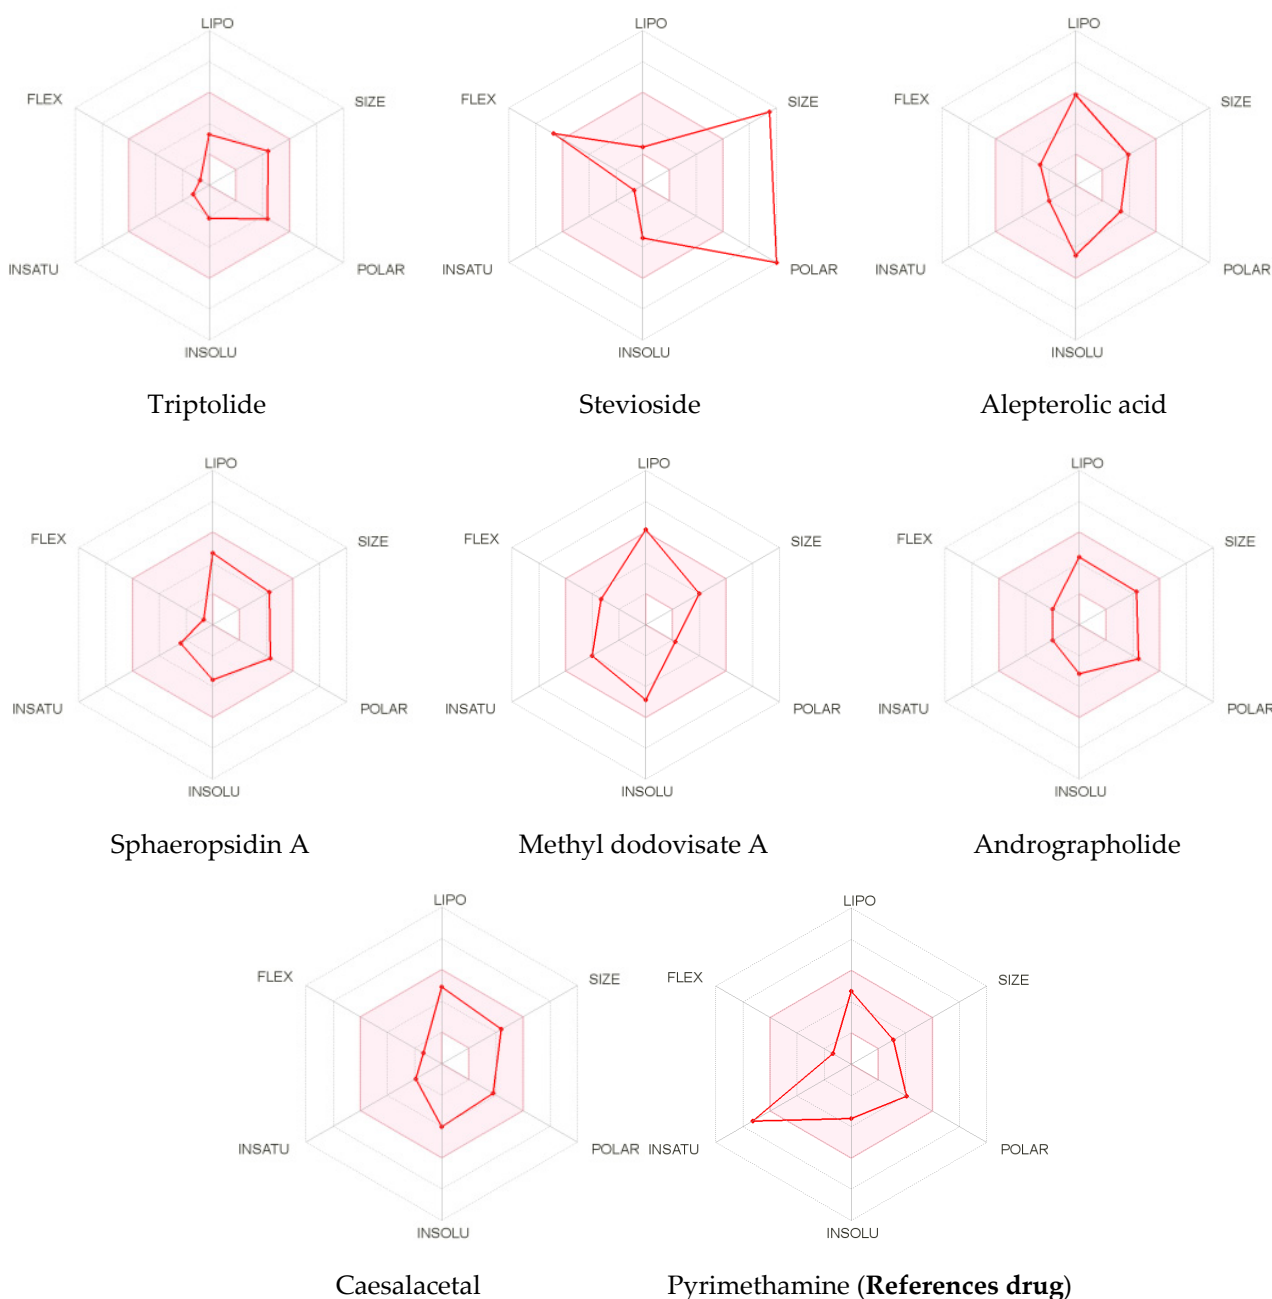 LIPO
FLEX
SIZE
INSATU
POLAR
INSOLU
Triptolide
LIPO
FLEX
SIZE
INSATU
POLAR
INSOLU
Stevioside
LIPO
FLEX
SIZE
INSATU
POLAR
INSOLU
Alepterolic acid
LIPO
FLEX
SIZE
INSATU
POLAR
INSOLU
Sphaeropsidin A
LIPO
FLEX
SIZE
INSATU
POLAR
INSOLU
Methyl dodovisate A
LIPO
FLEX
SIZE
INSATU
POLAR
INSOLU
Andrographolide
LIPO
FLEX
SIZE
INSATU
POLAR
INSOLU
Caesalacetal
LIPO
FLEX
SIZE
INSATU
POLAR
INSOLU
Pyrimethamine (References drug)